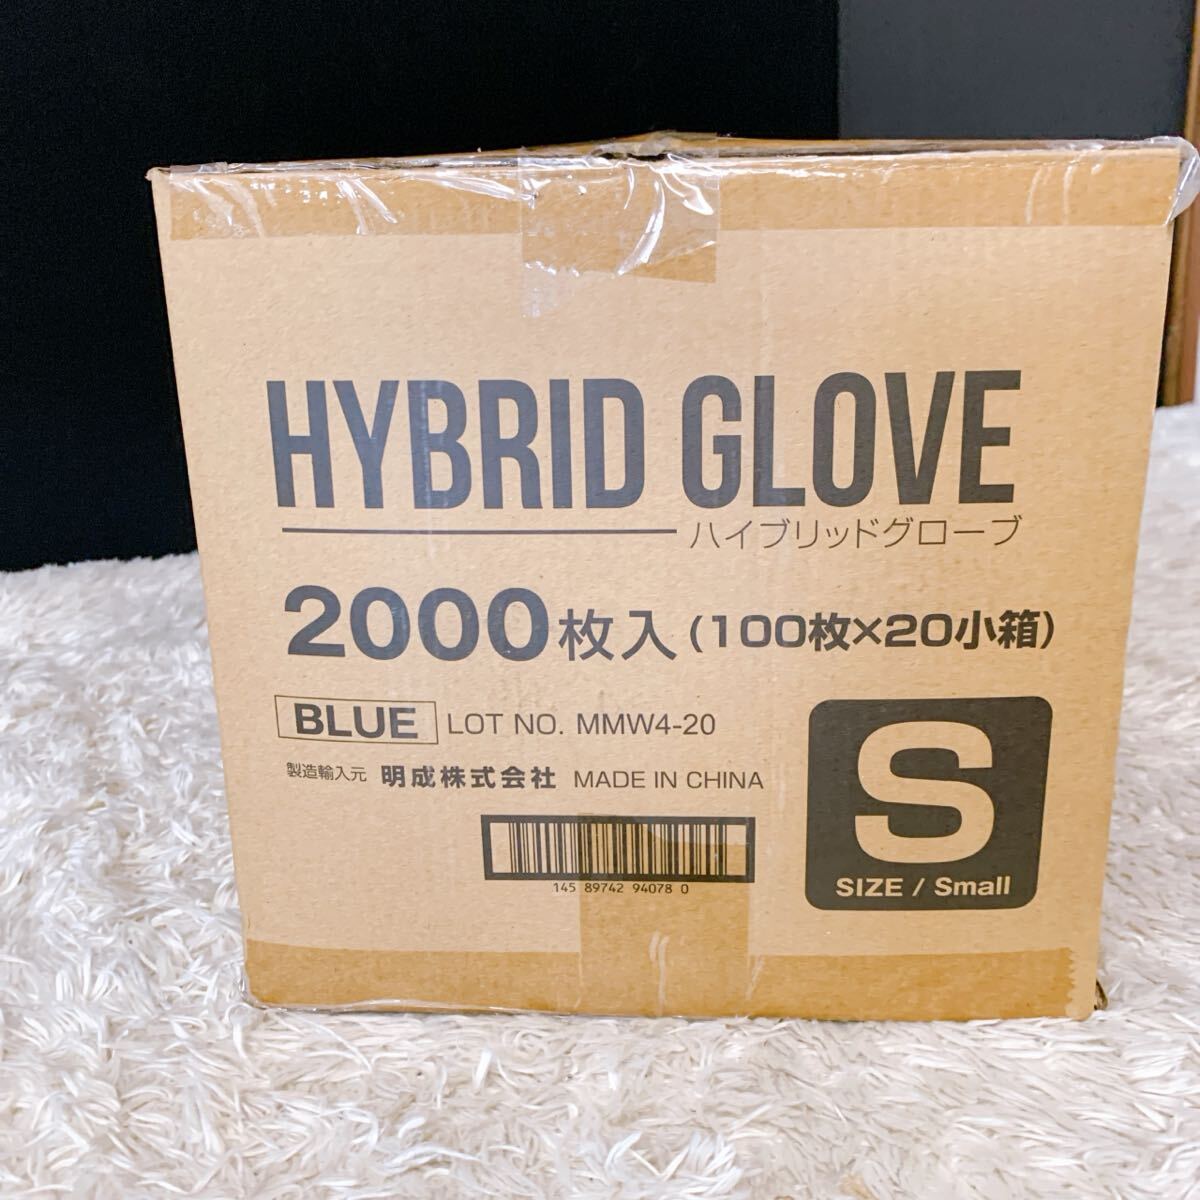 HYBRID GLOVE
ハイブリッドグローブ
2000枚入(100枚×20小箱)
BLUE LOT NO. MMW4-20
製造輸入元 明成株式会社 MADE IN CHINA
145 89742 94078 0
S
SIZE / Small